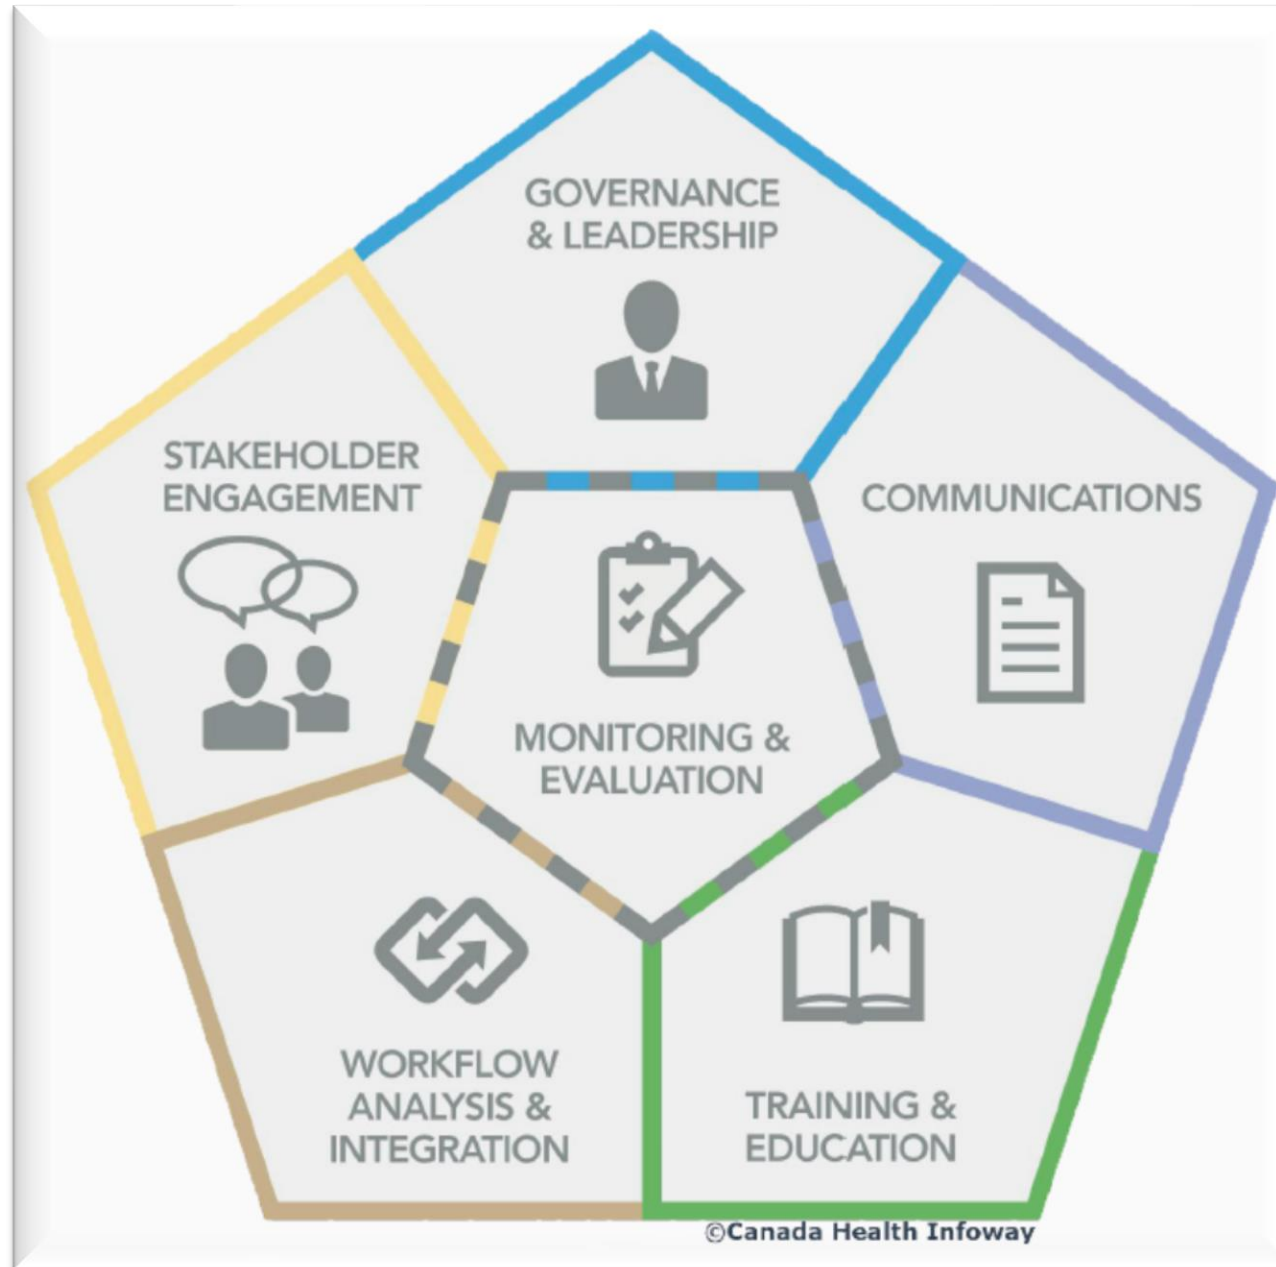 GOVERNANCE
& LEADERSHIP
STAKEHOLDER
ENGAGEMENT
COMMUNICATIONS
MONITORING &
EVALUATION
WORKFLOW
ANALYSIS &
INTEGRATION
TRAINING &
EDUCATION
©Canada Health Infoway